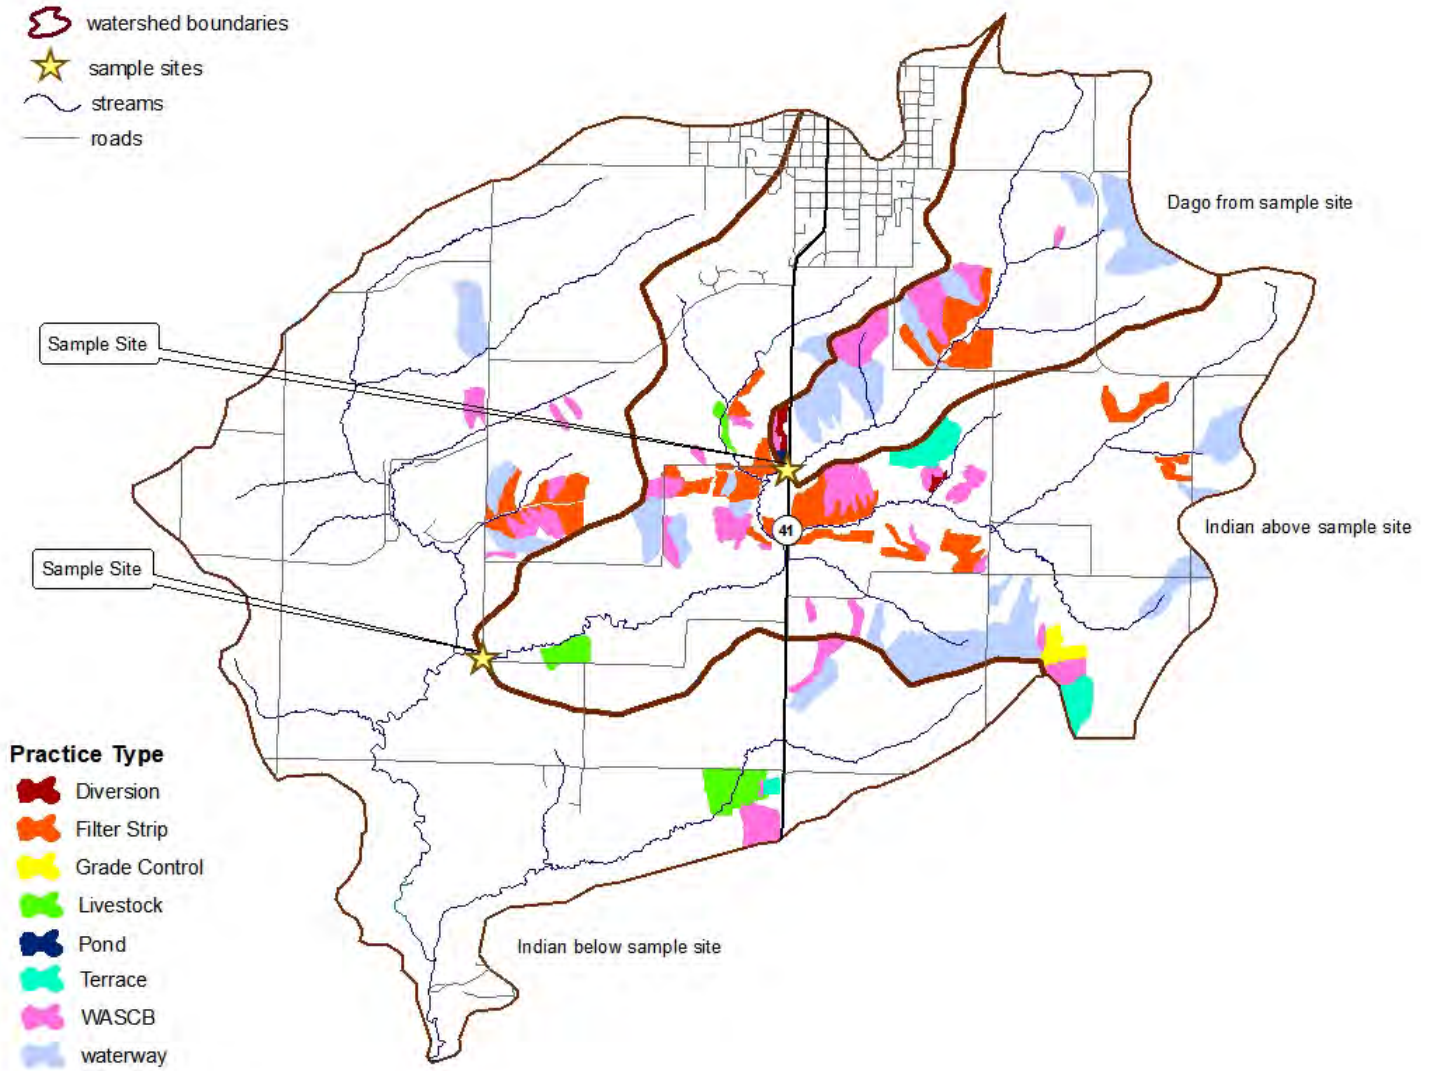 watershed boundaries
sample sites
streams
roads
Dago from sample site
Sample Site
Indian above sample site
41
Sample Site
Practice Type
Diversion
Filter Strip
Grade Control
Livestock
Pond
Terrace
WASCB
waterway
Indian below sample site